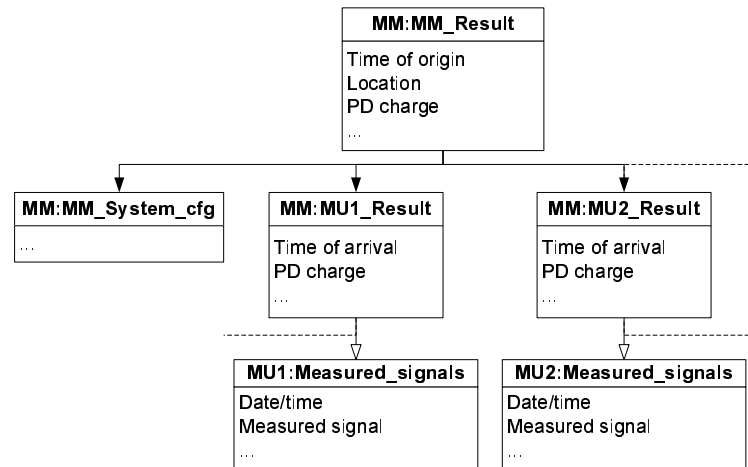 MM:MM_Result
Time of origin
Location
PD charge
...
MM:MM_System_cfg
...
MM:MU1_Result
Time of arrival
PD charge
...
MM:MU2_Result
Time of arrival
PD charge
...
MU1:Measured_signals
Date/time
Measured signal
...
MU2:Measured_signals
Date/time
Measured signal
...